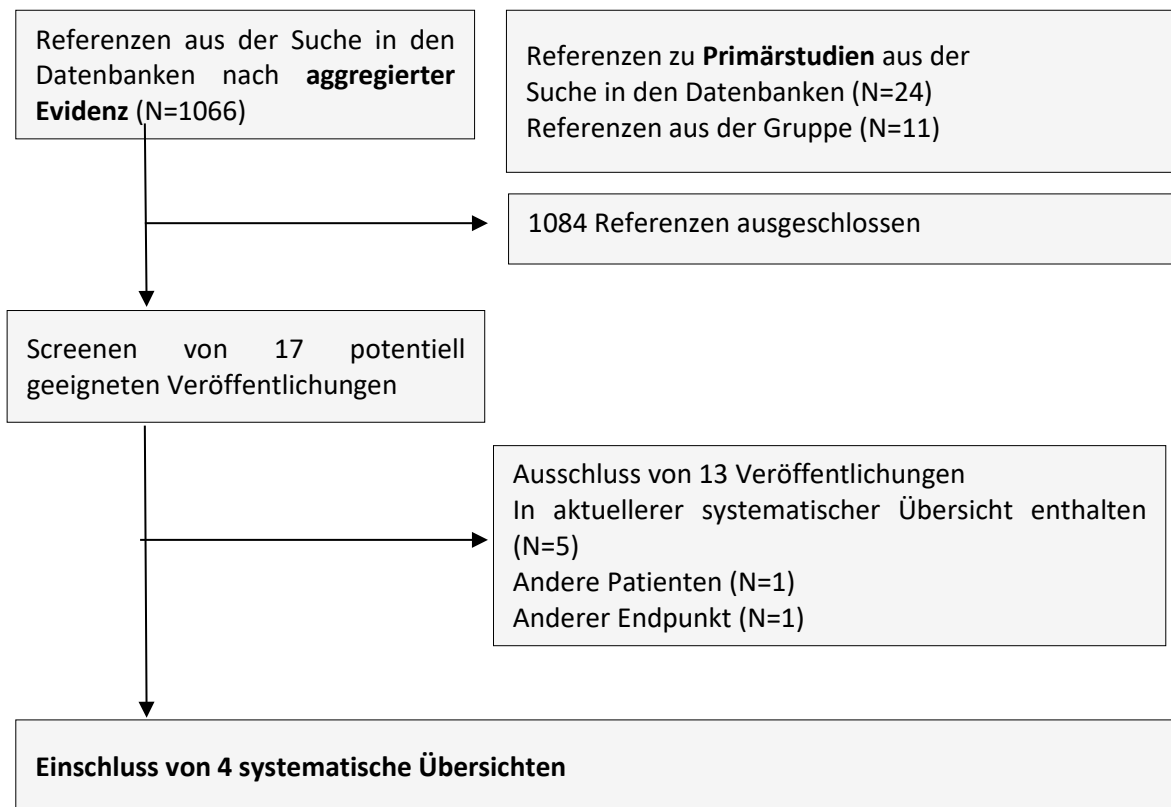 Referenzen aus der Suche in den
Datenbanken nach aggregierter
Evidenz (N=1066)
Referenzen zu Primärstudien aus der
Suche in den Datenbanken (N=24)
Referenzen aus der Gruppe (N=11)
1084 Referenzen ausgeschlossen
Screenen von 17 potentiell
geeigneten Veröffentlichungen
Ausschluss von 13 Veröffentlichungen
In aktuellerer systematischer Übersicht enthalten
(N=5)
Andere Patienten (N=1)
Anderer Endpunkt (N=1)
Einschluss von 4 systematische Übersichten